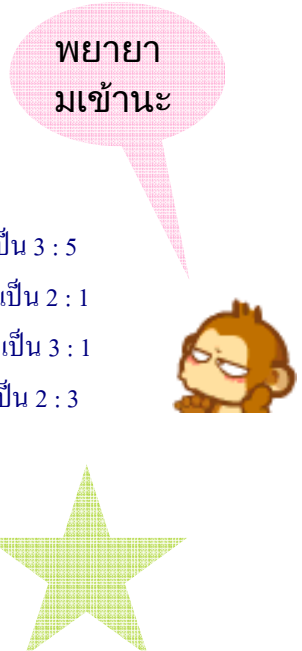 พยายา
มเข้านะ
ป็น 3 : 5
เป็น 2 : 1
เป็น 3 : 1
ป็น 2 : 3